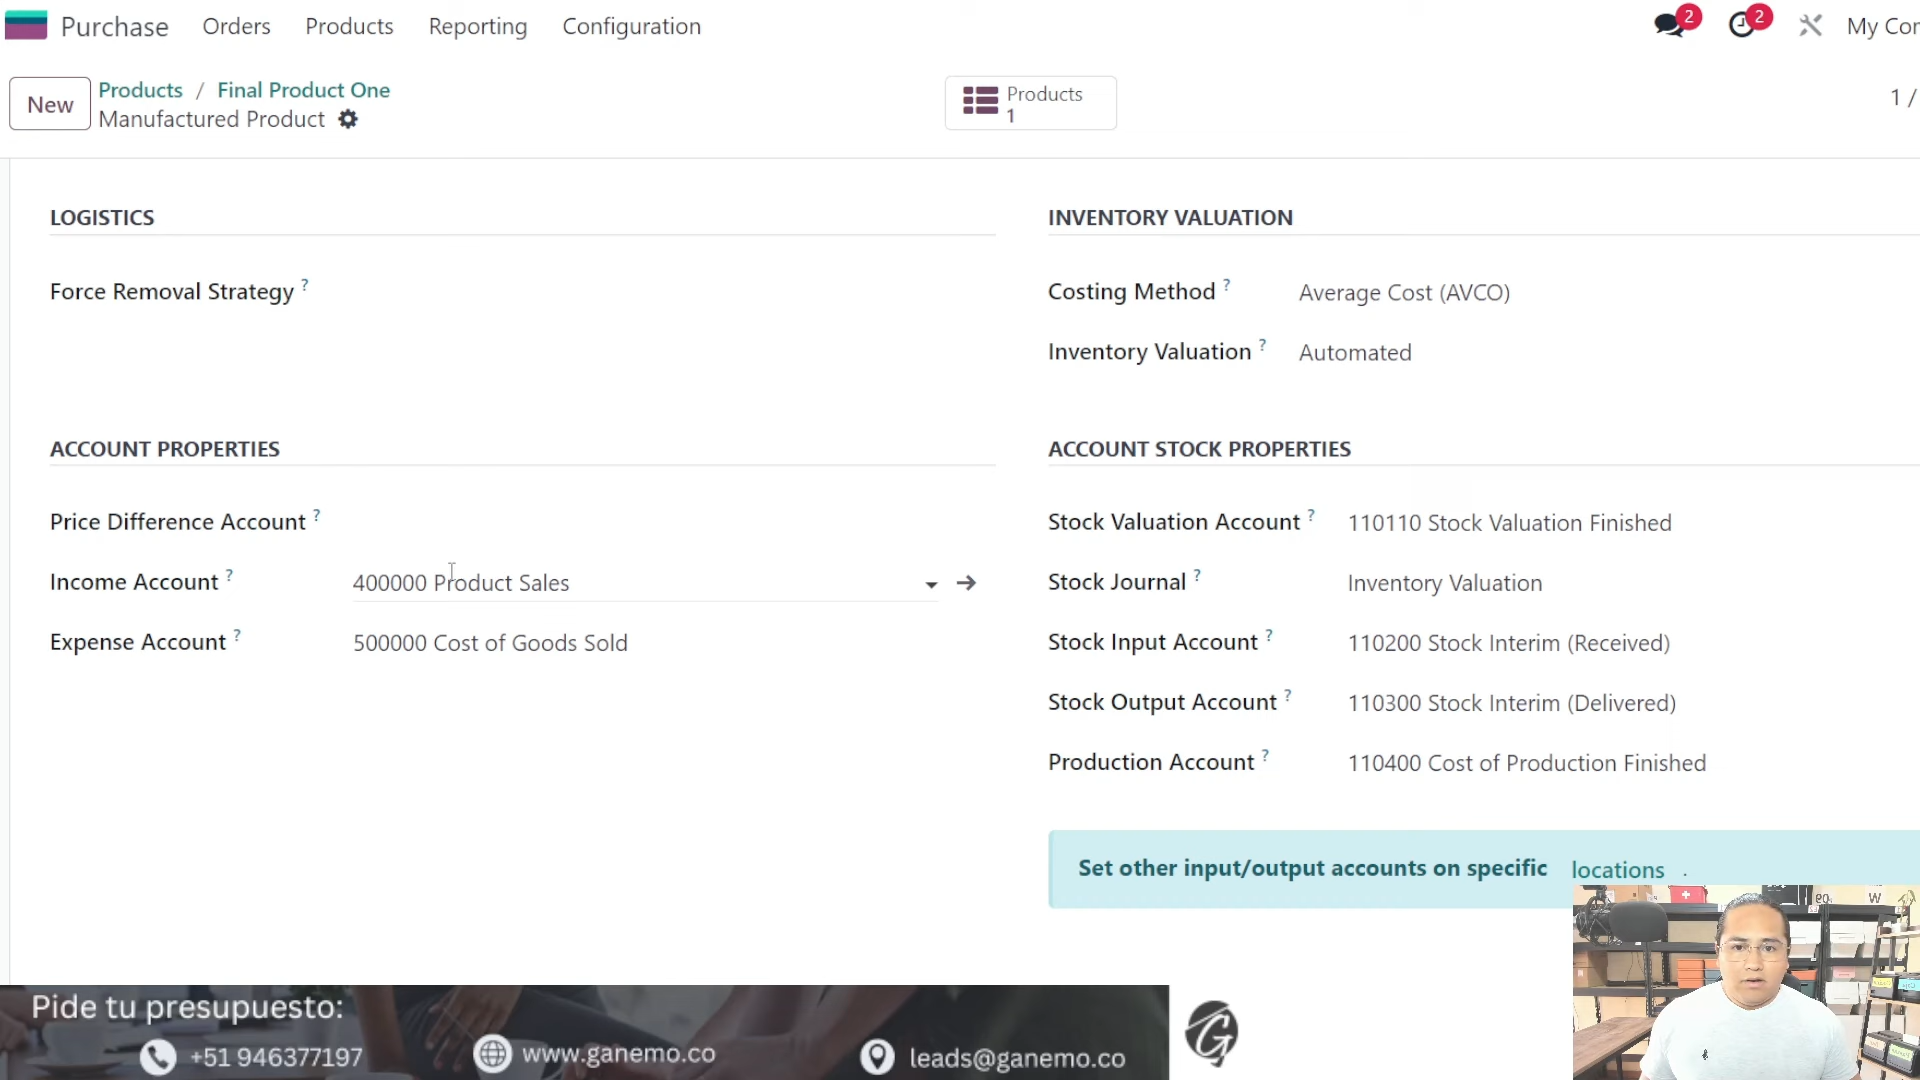 Purchase Orders Products Reporting Configuration 2 2 My Cor
New
Products / Final Product One
Manufactured Product
Products
1
1 /
LOGISTICS
Force Removal Strategy ?
INVENTORY VALUATION
Costing Method ? Average Cost (AVCO)
Inventory Valuation ? Automated
ACCOUNT PROPERTIES
Price Difference Account ?
Income Account ? 400000 Product Sales
Expense Account ? 500000 Cost of Goods Sold
ACCOUNT STOCK PROPERTIES
Stock Valuation Account ? 110110 Stock Valuation Finished
Stock Journal ? Inventory Valuation
Stock Input Account ? 110200 Stock Interim (Received)
Stock Output Account ? 110300 Stock Interim (Delivered)
Production Account ? 110400 Cost of Production Finished
Set other input/output accounts on specific locations .
Pide tu presupuesto:
+51 946377197 www.ganemo.co leads@ganemo.co
G